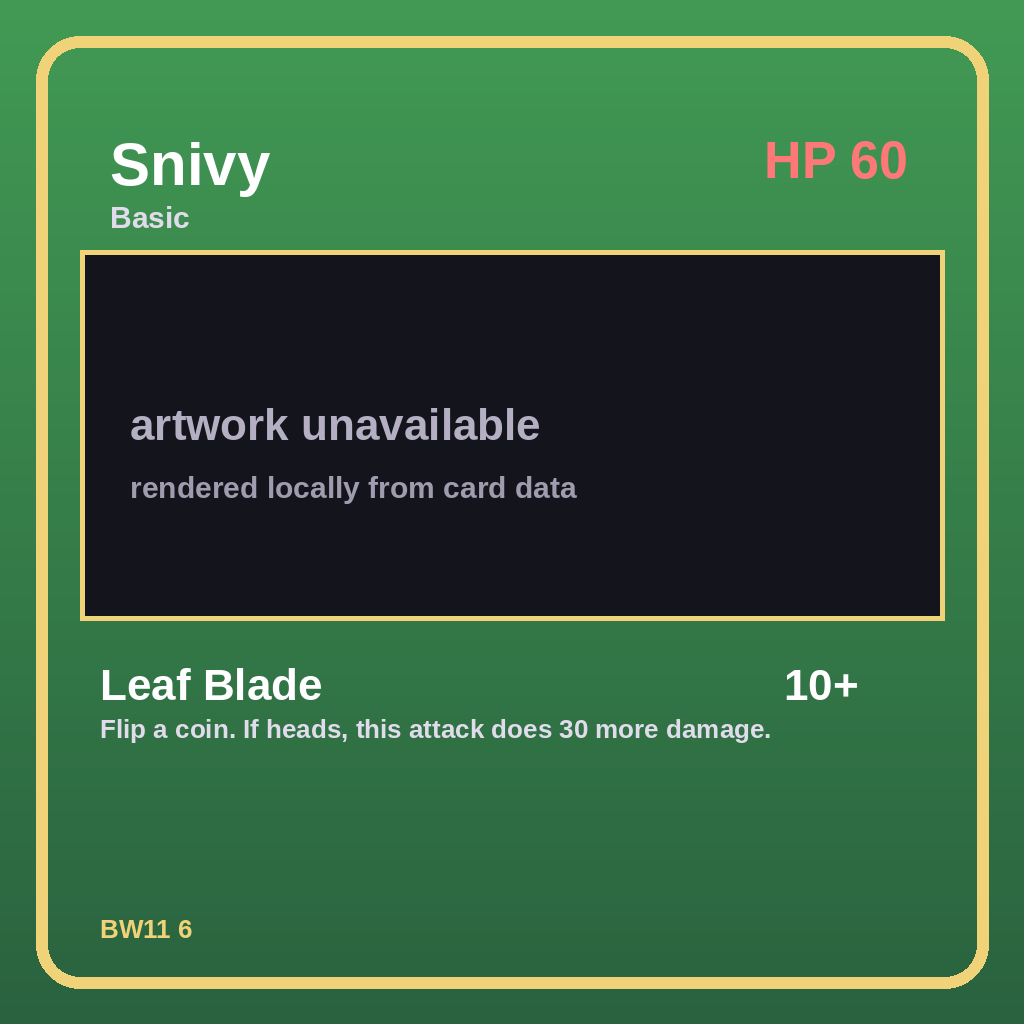 Snivy
HP 60
Basic
artwork unavailable
rendered locally from card data
Leaf Blade
10+
Flip a coin. If heads, this attack does 30 more damage.
BW11 6